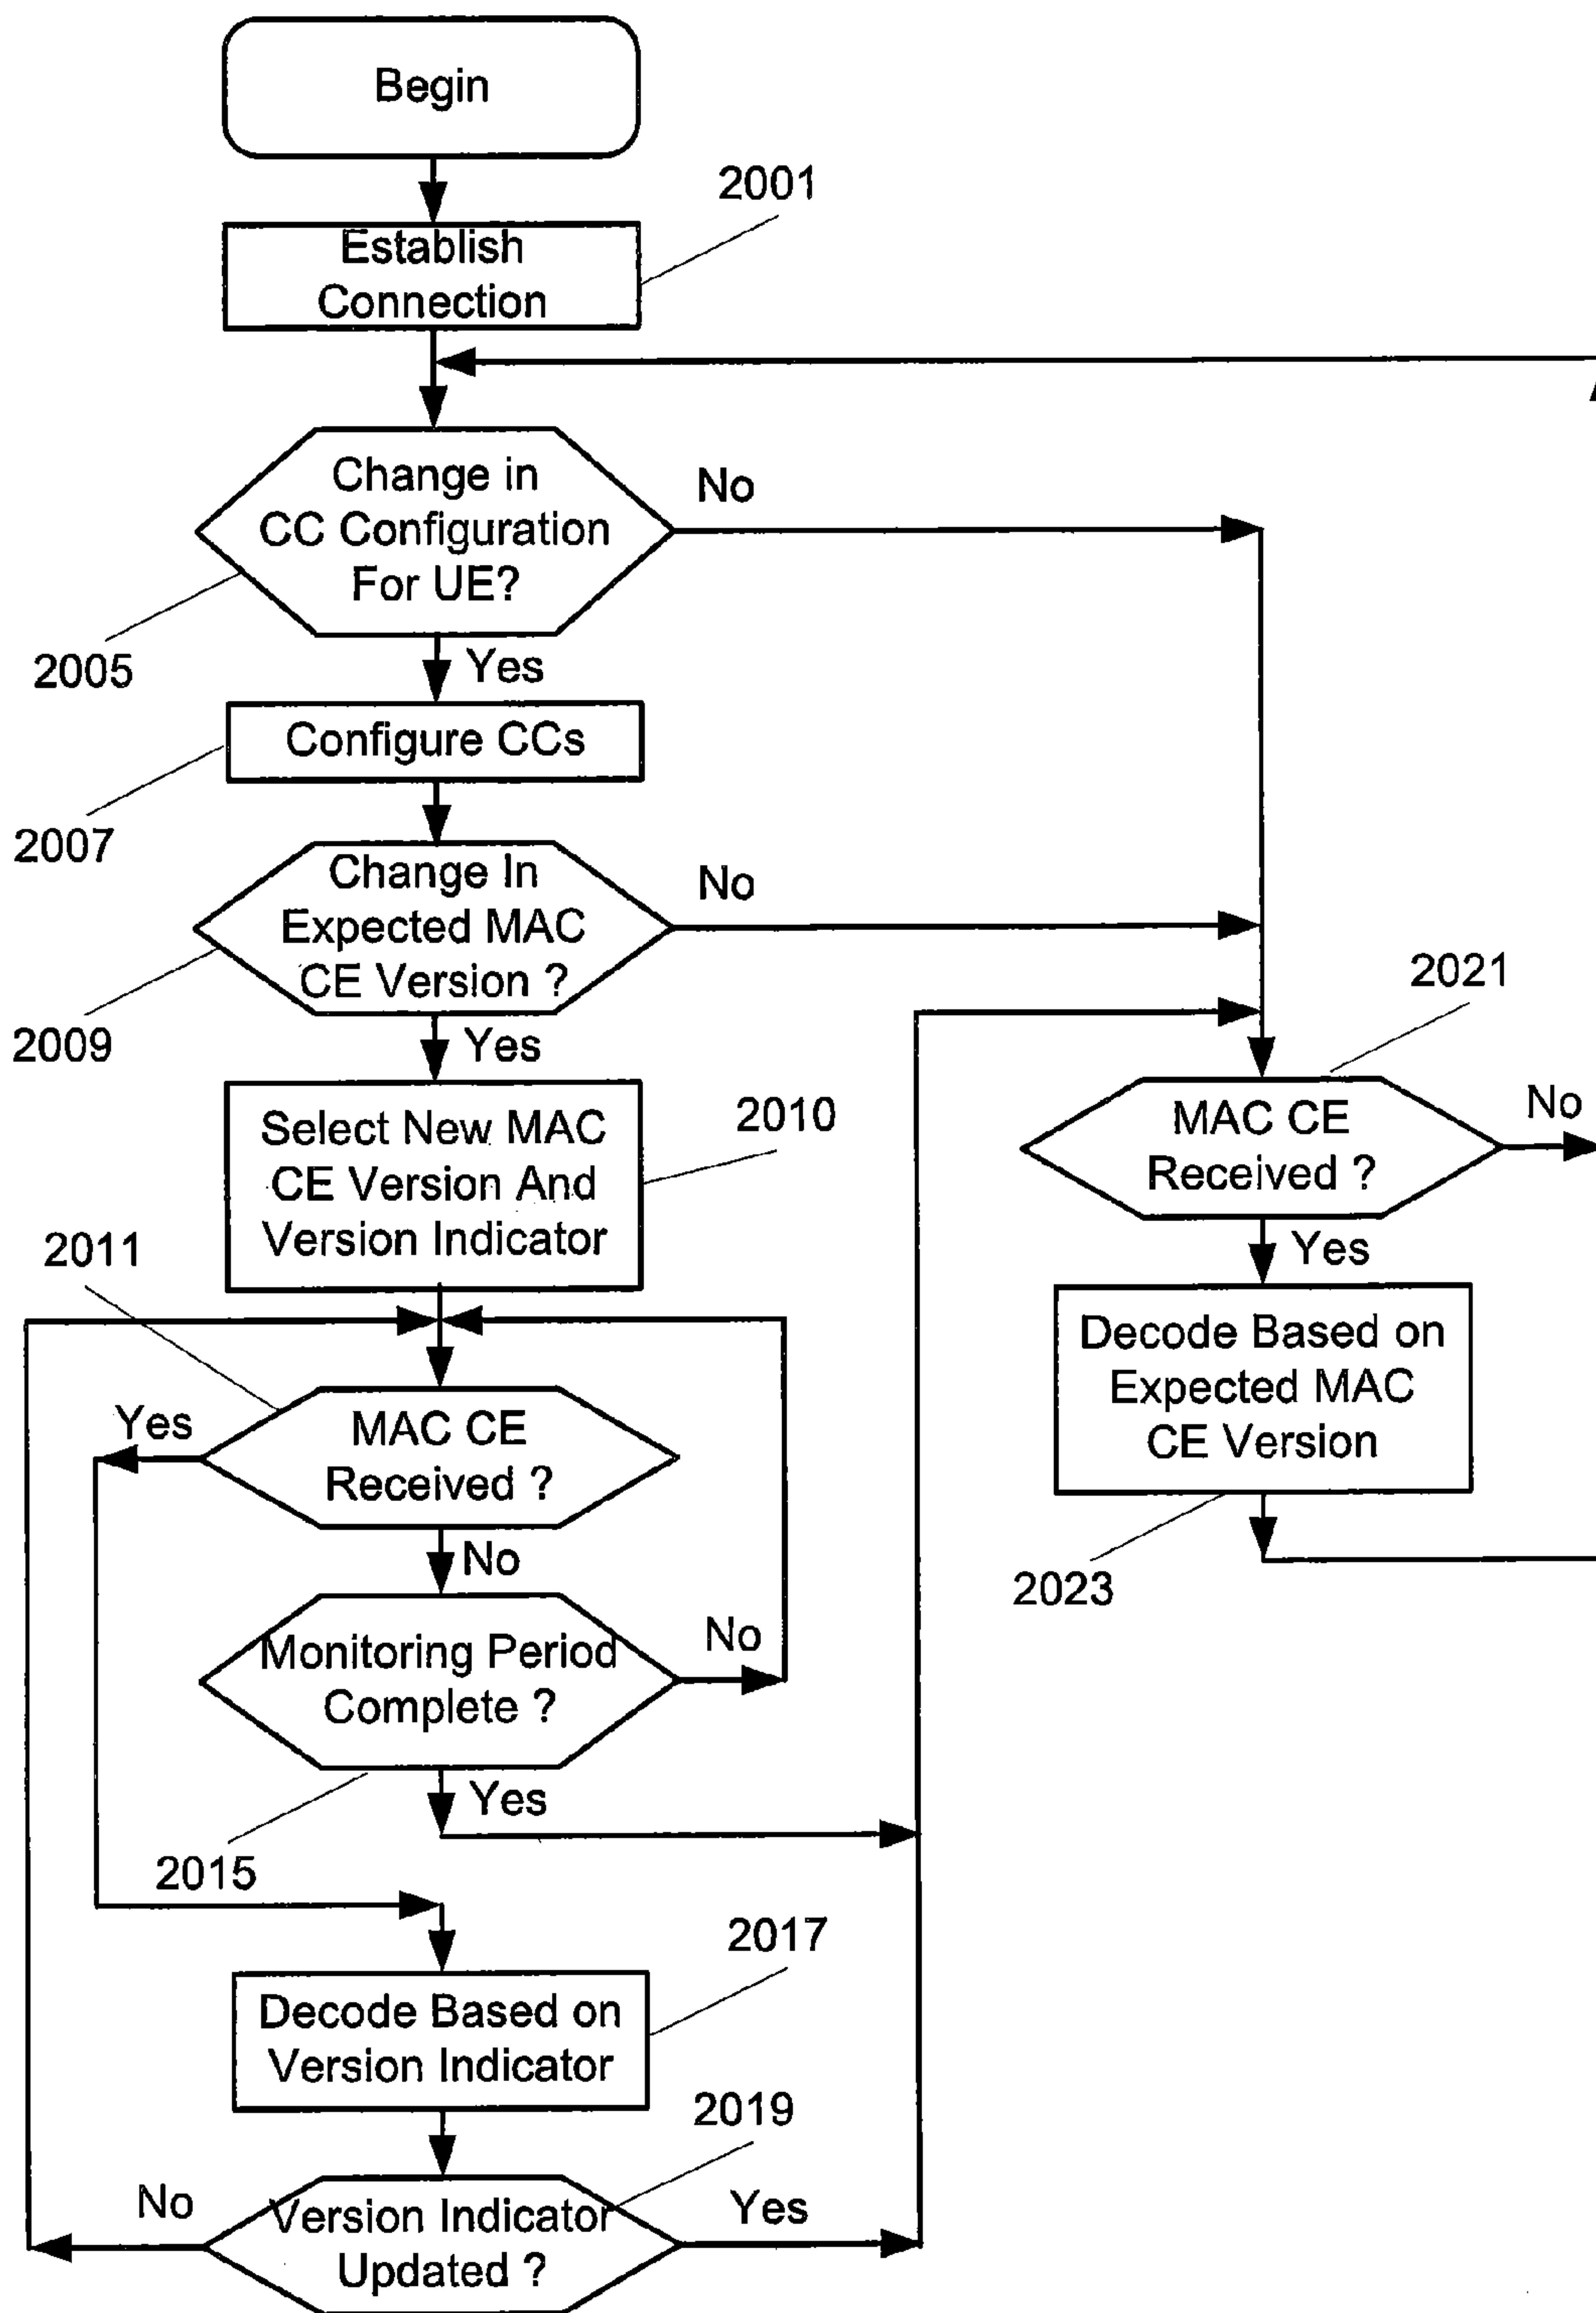 Begin
2001
Establish
Connection
Change in
CC Configuration
For UE?
No
2005
Yes
Configure CCs
2007
Change In
Expected MAC
CE Version ?
No
2009
Yes
2021
Select New MAC
CE Version And
Version Indicator
2010
MAC CE
Received ?
No
Yes
2011
Decode Based on
Expected MAC
CE Version
2023
Yes
MAC CE
Received ?
No
Monitoring Period
Complete ?
No
Yes
2015
2017
Decode Based on
Version Indicator
2019
No
Version Indicator
Updated ?
Yes